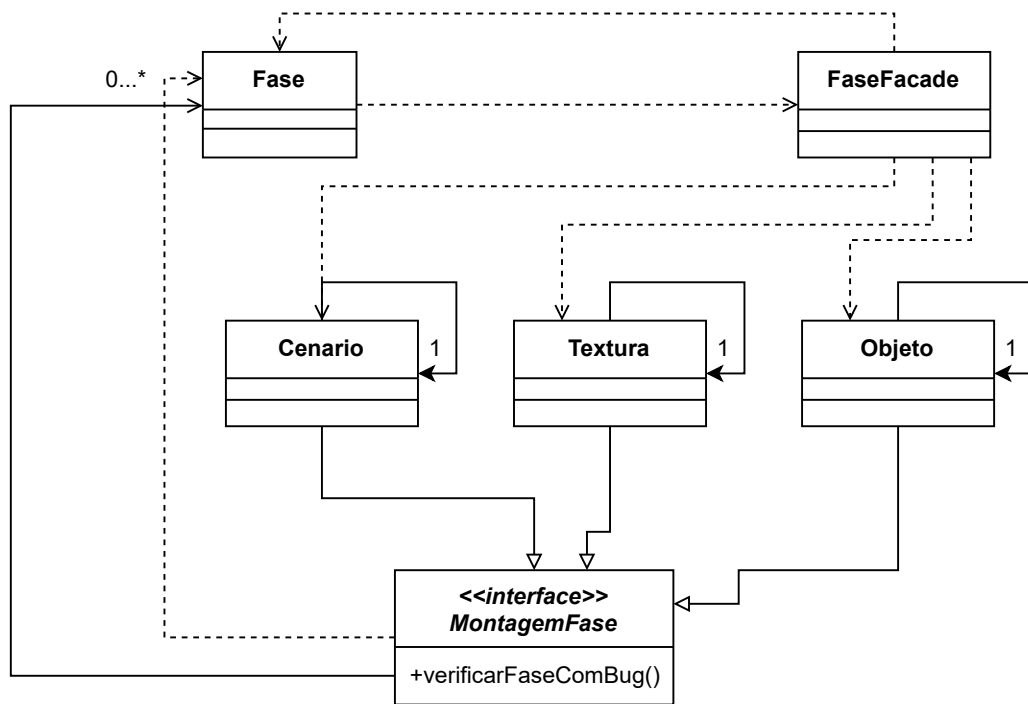 0...*
Fase
FaseFacade
Cenario
1
Textura
1
Objeto
1
<<interface>>
MontagemFase
+verificarFaseComBug()